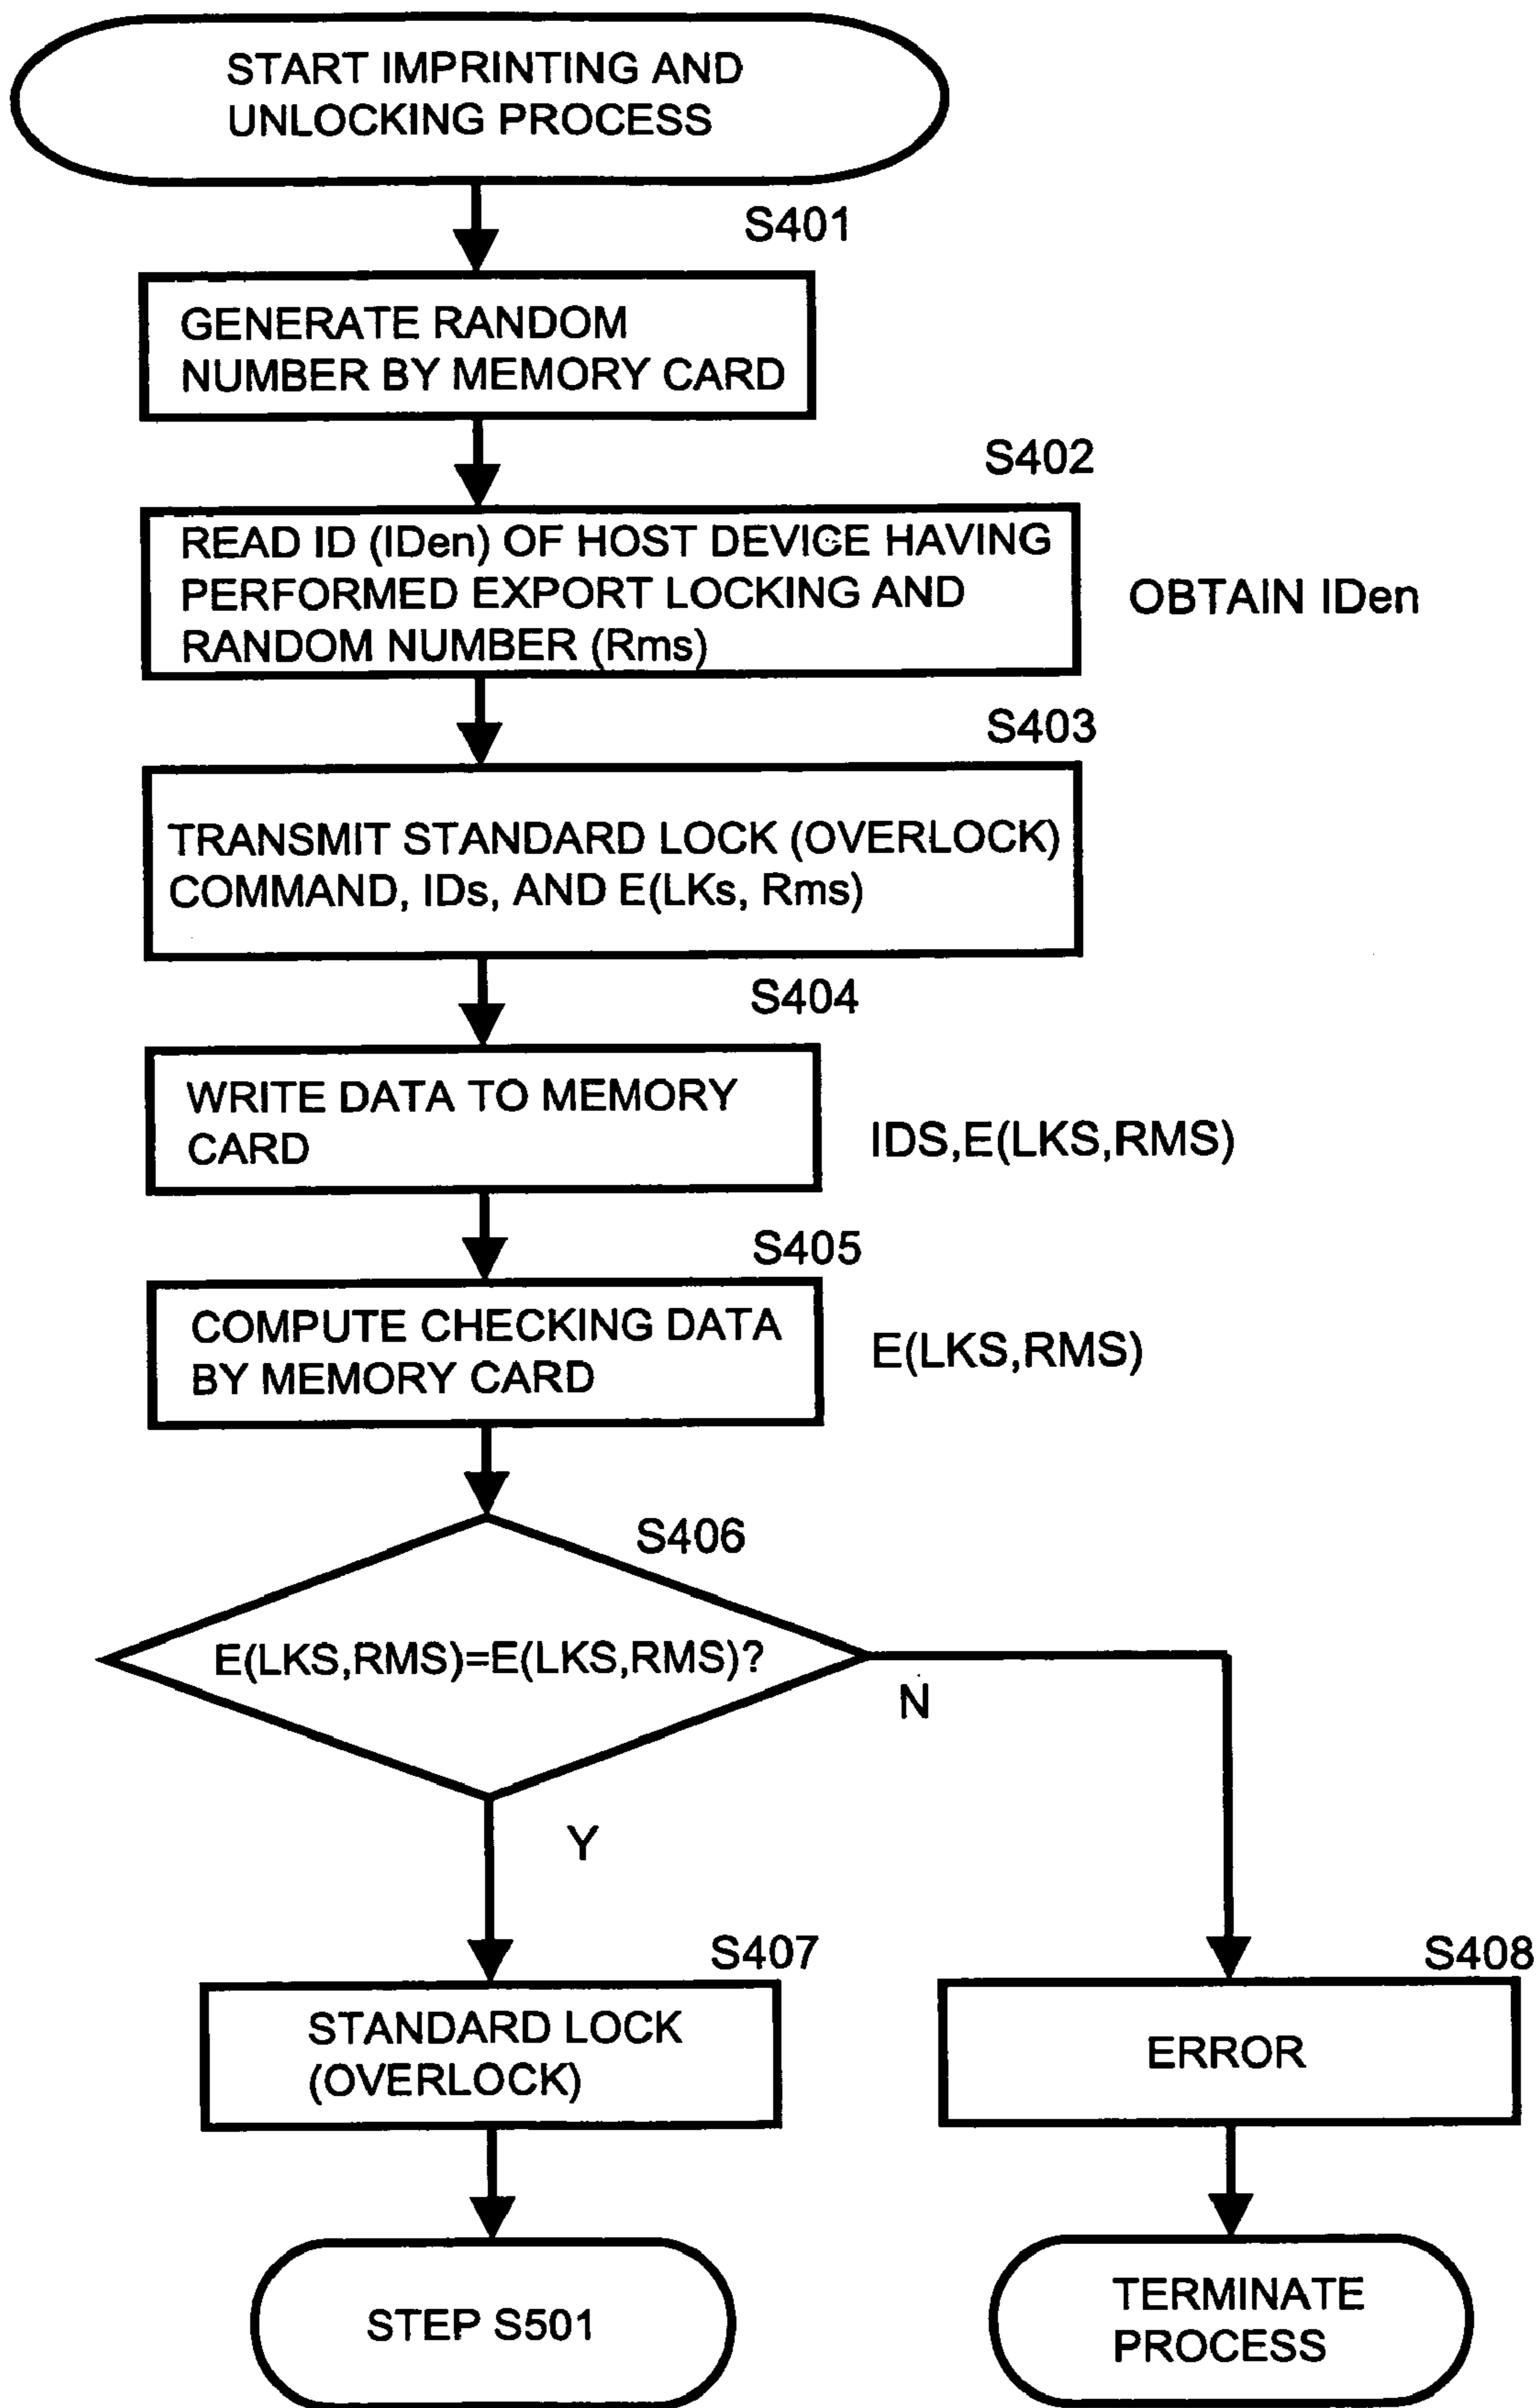 START IMPRINTING AND
UNLOCKING PROCESS
S401
GENERATE RANDOM
NUMBER BY MEMORY CARD
S402
READ ID (IDen) OF HOST DEVICE HAVING
PERFORMED EXPORT LOCKING AND
RANDOM NUMBER (Rms)
OBTAIN IDen
S403
TRANSMIT STANDARD LOCK (OVERLOCK)
COMMAND, IDs, AND E(LKs, Rms)
S404
WRITE DATA TO MEMORY
CARD
IDS,E(LKS,RMS)
S405
COMPUTE CHECKING DATA
BY MEMORY CARD
E(LKS,RMS)
S406
E(LKS,RMS)=E(LKS,RMS)?
N
Y
S407
STANDARD LOCK
(OVERLOCK)
S408
ERROR
STEP S501
TERMINATE
PROCESS